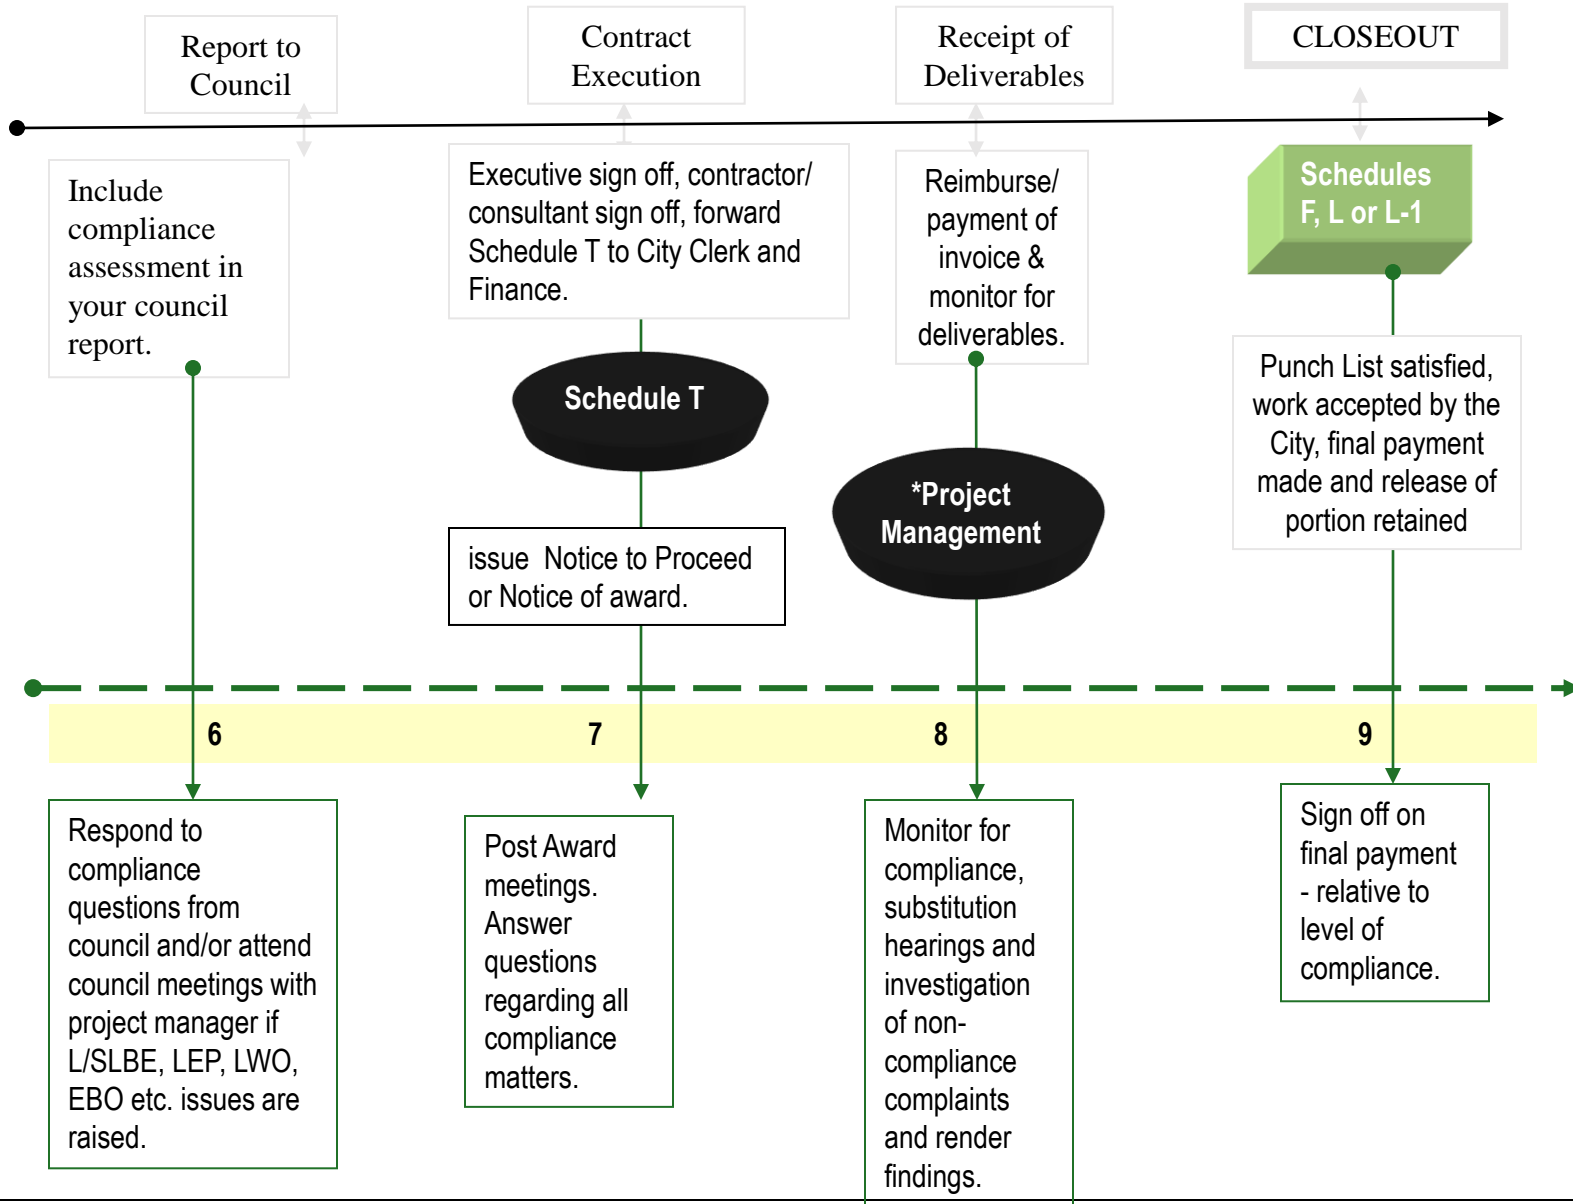 Report to
Council
Contract
Execution
Receipt of
Deliverables
CLOSEOUT
Include
compliance
assessment in
your council
report.
Executive sign off, contractor/
consultant sign off, forward
Schedule T to City Clerk and
Finance.
Reimburse/
payment of
invoice &
monitor for
deliverables.
Schedules
F, L or L-1
Schedule T
*Project
Management
Punch List satisfied,
work accepted by the
City, final payment
made and release of
portion retained
issue  Notice to Proceed
or Notice of award.
6
7
8
9
Respond to
compliance
questions from
council and/or attend
council meetings with
project manager if
L/SLBE, LEP, LWO,
EBO etc. issues are
raised.
Post Award
meetings.
Answer
questions
regarding all
compliance
matters.
Monitor for
compliance,
substitution
hearings and
investigation
of non-
compliance
complaints
and render
findings.
Sign off on
final payment
- relative to
level of
compliance.